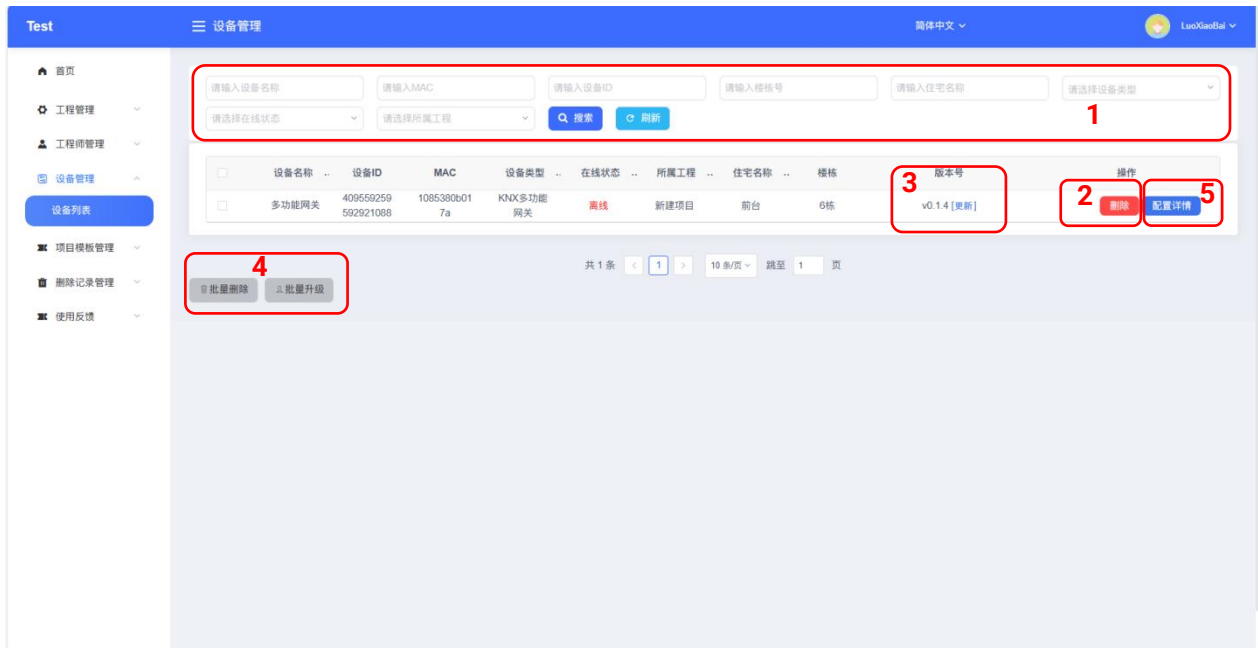 Test
设备管理
简体中文
LuoXiaoBai
首页
工程管理
工程师管理
设备管理
设备列表
项目模板管理
删除记录管理
使用反馈
请输入设备名称 请输入MAC 请输入设备ID 请输入楼栋号 请输入住宅名称 请选择设备类型
1
请选择在线状态 请选择所属工程 搜索 刷新
设备名称 .. 设备ID MAC 设备类型 .. 在线状态 .. 所属工程 .. 住宅名称 .. 楼栋 版本号 操作
3
2
5
多功能网关 409559259 1085380b01 KNX多功能 离线 新建项目 前台 6栋 v0.1.4 [更新] 删除 配置详情
592921088 7a 网关
共 1 条 < 1 > 10 条/页 跳至 1 页
4
批量删除 批量升级